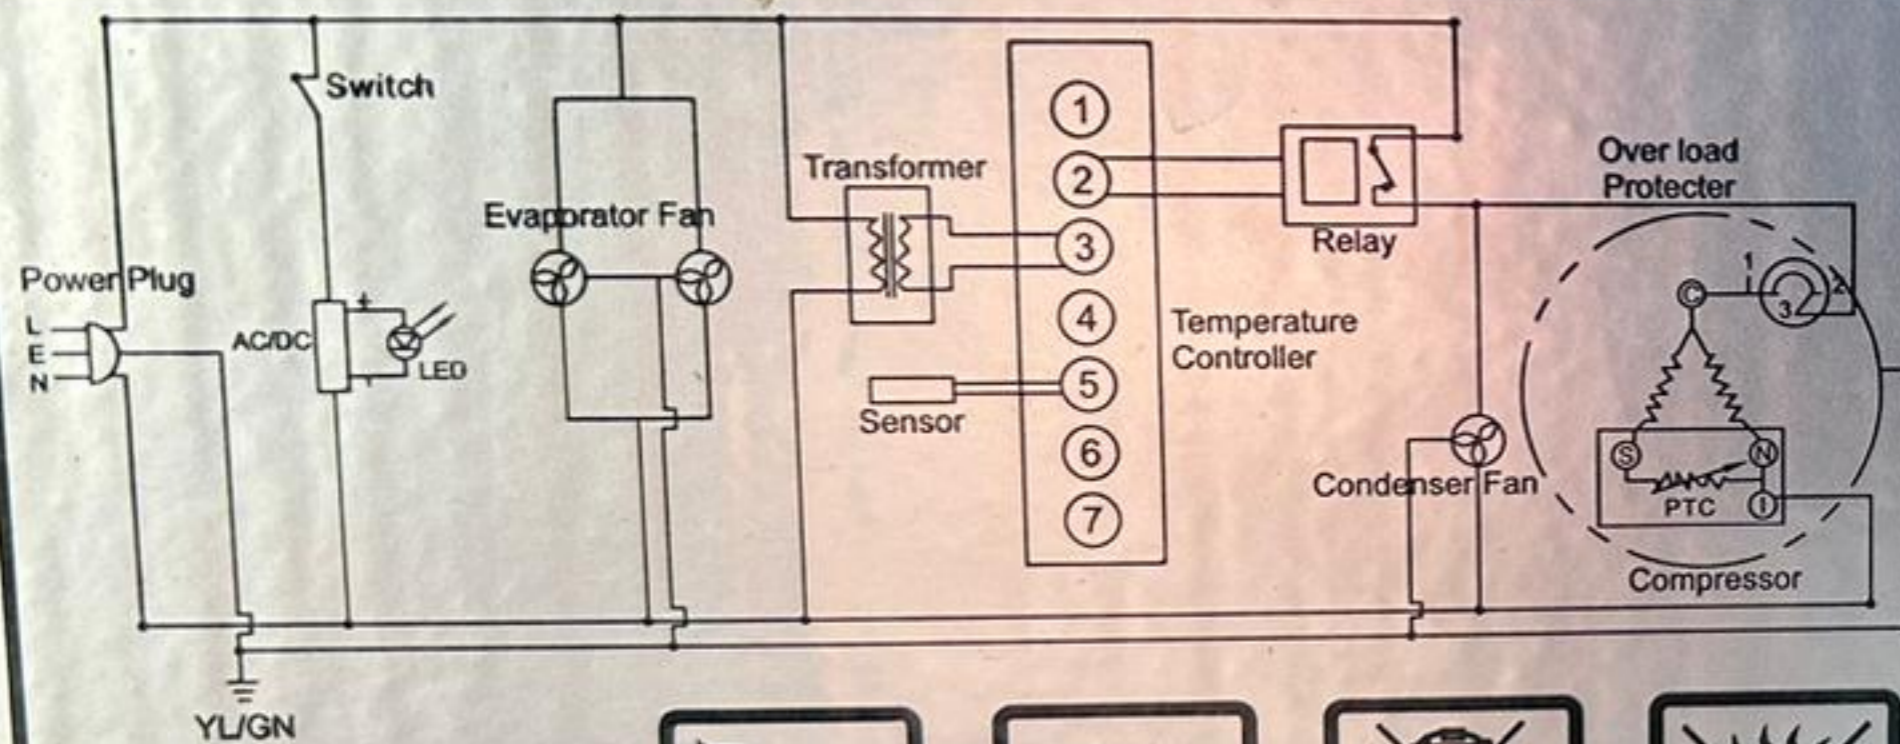 Switch
1
Over load
Protecter
Transformer
2
Evaporator Fan
3
Relay
Power Plug
1
2
3
C
L
E
N
AC/DC
+
-
LED
4
Temperature
Controller
5
Sensor
6
S
N
Condenser Fan
PTC
1
7
Compressor
YL/GN